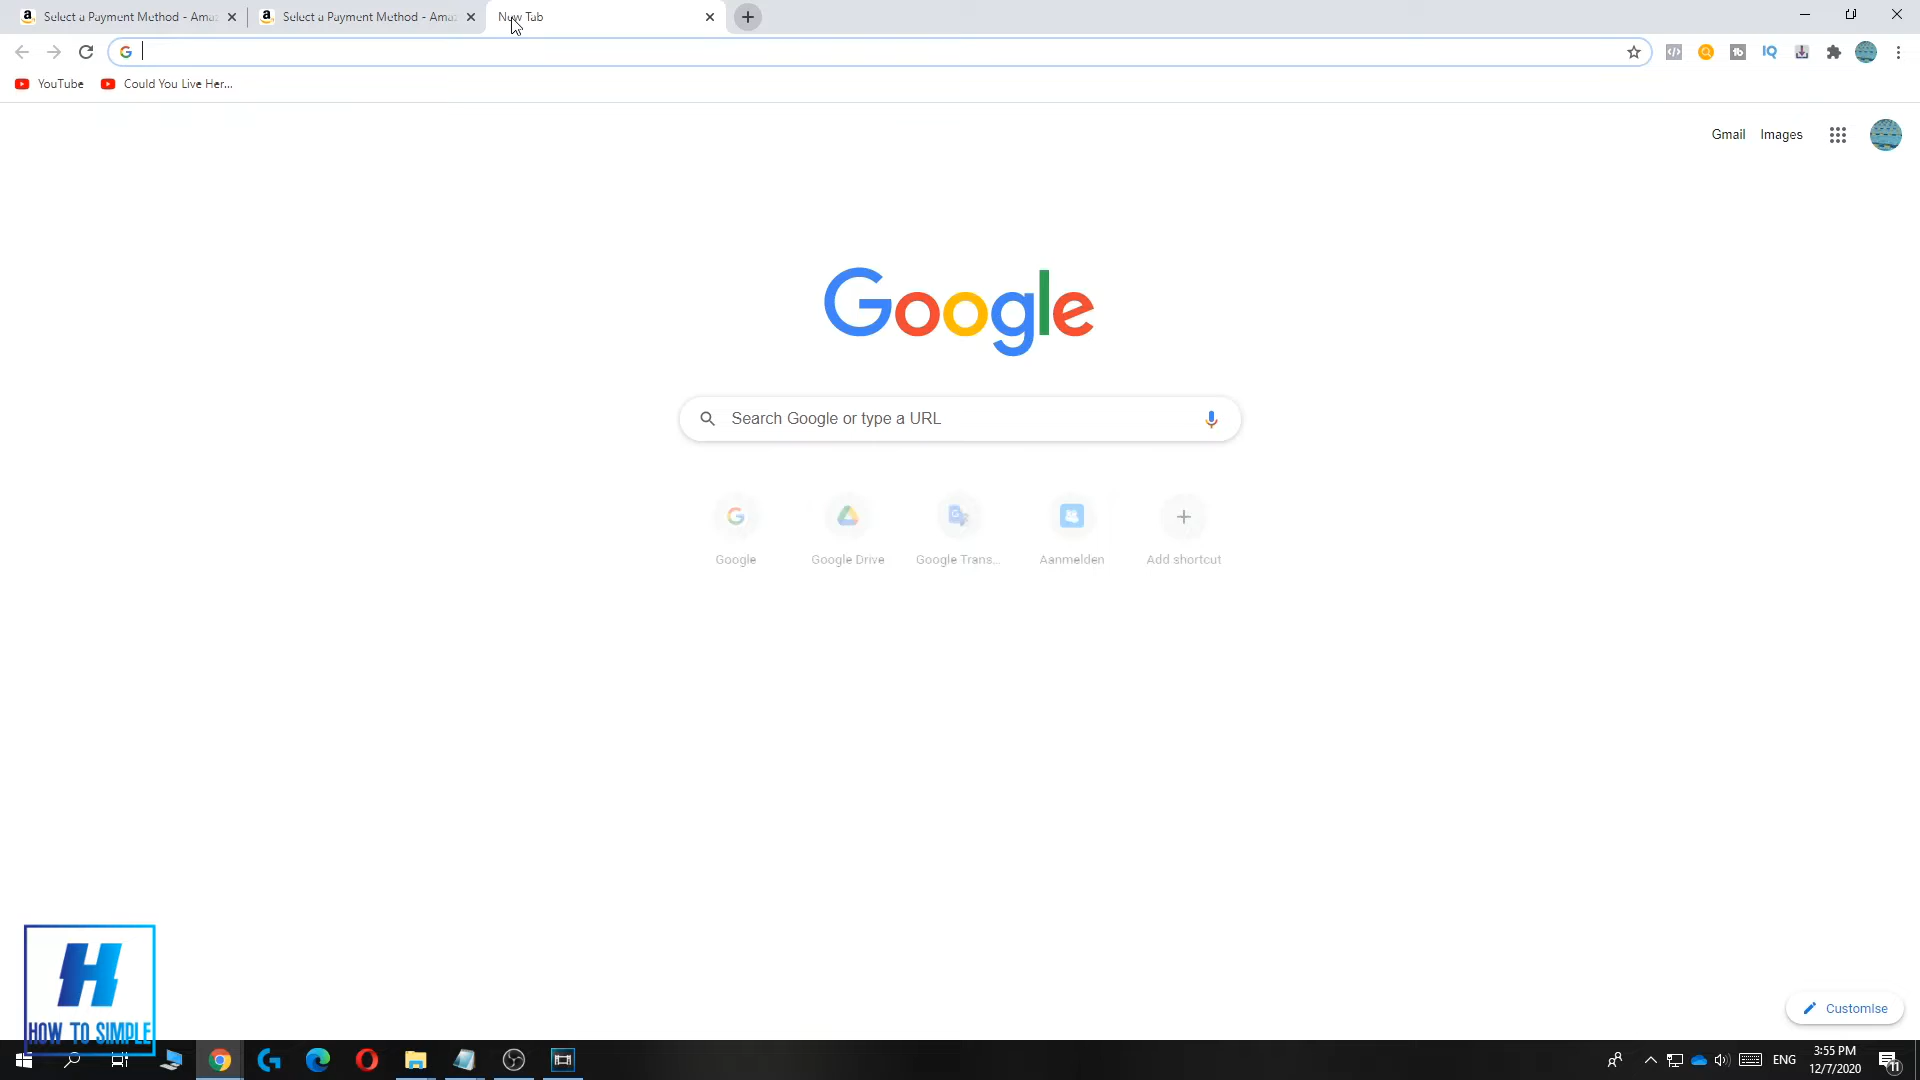 Select a Payment Method - Ama
Select a Payment Method - Ama
New Tab
YouTube
Could You Live Her...
IQ
Gmail
Images
Google
Search Google or type a URL
Google
Google Drive
Google Trans...
Aanmelden
Add shortcut
Customise
H
HOW TO SIMPLE
ENG
3:55 PM
12/7/2020
11